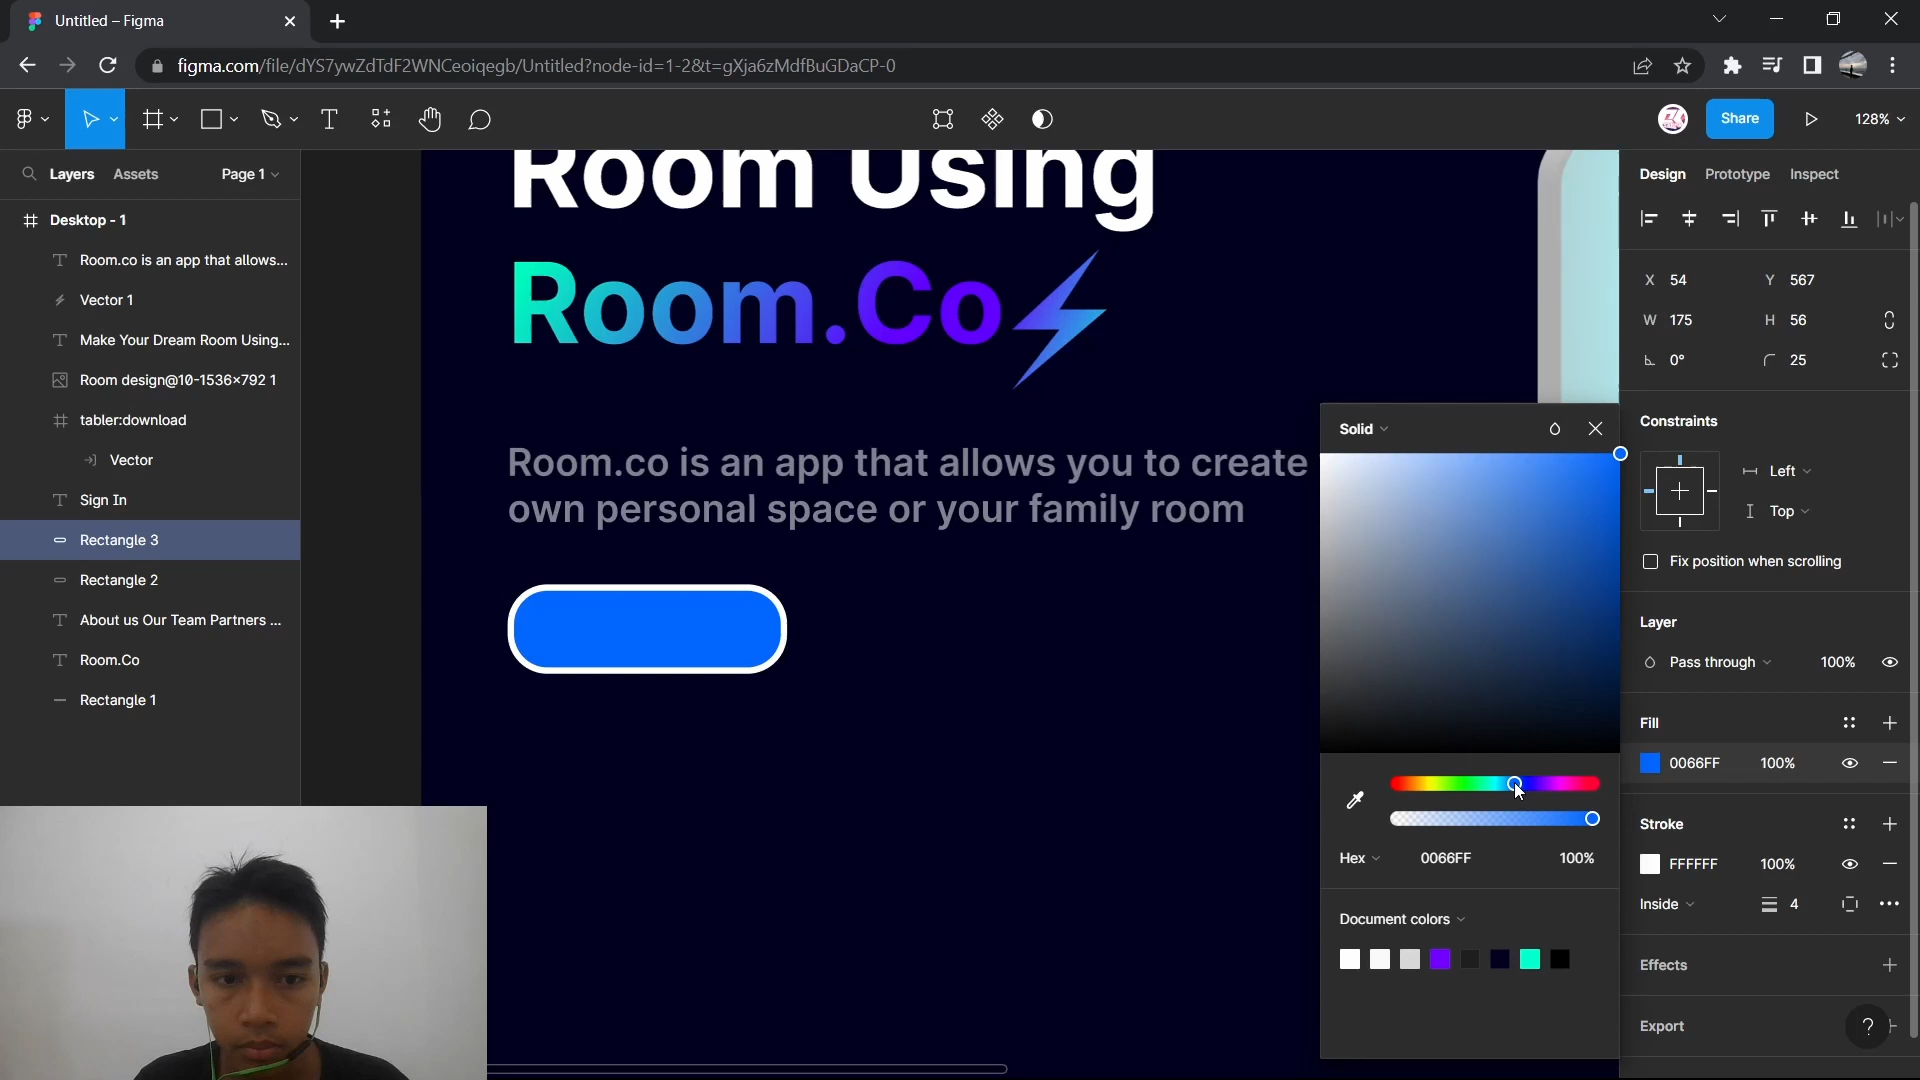 Untitled – Figma
figma.com/file/dYS7ywZdTdF2WNCeoiqegb/Untitled?node-id=1-2&t=gXja6zMdfBuGDaCP-0
Share
128%
Layers
Assets
Page 1
Desktop - 1
Room.co is an app that allows...
Vector 1
Make Your Dream Room Using...
Room design@10-1536×792 1
tabler:download
Vector
Sign In
Rectangle 3
Rectangle 2
About us Our Team Partners ...
Room.Co
Rectangle 1
Room Using
Room.Co
Room.co is an app that allows you to create
own personal space or your family room
Solid
Hex
0066FF
100%
Document colors
Design
Prototype
Inspect
X 54
Y 567
W 175
H 56
0°
25
Constraints
Left
Top
Fix position when scrolling
Layer
Pass through
100%
Fill
0066FF
100%
Stroke
FFFFFF
100%
Inside
4
Effects
Export
?